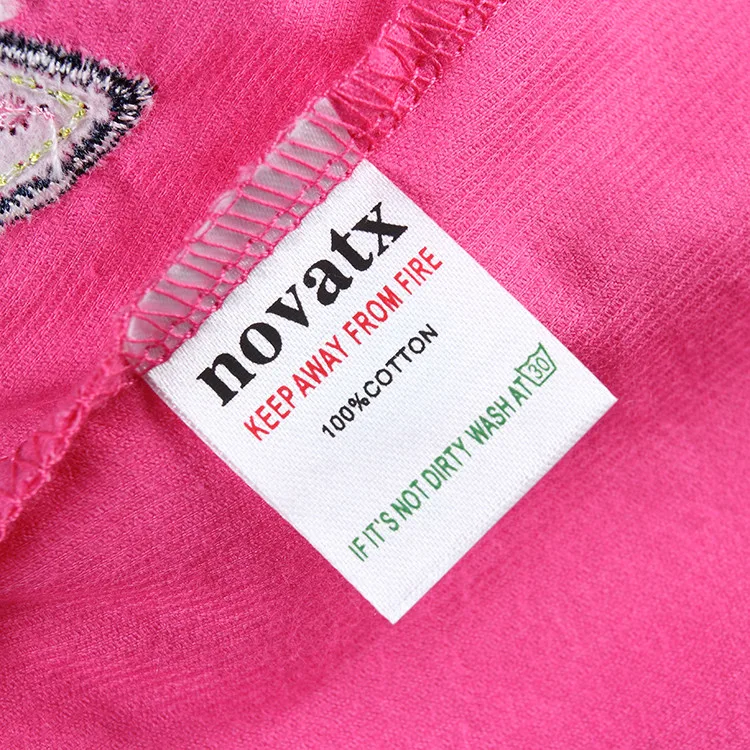 novatx
KEEP AWAY FROM FIRE
100%COTTON
IF IT'S NOT DIRTY WASH AT 30